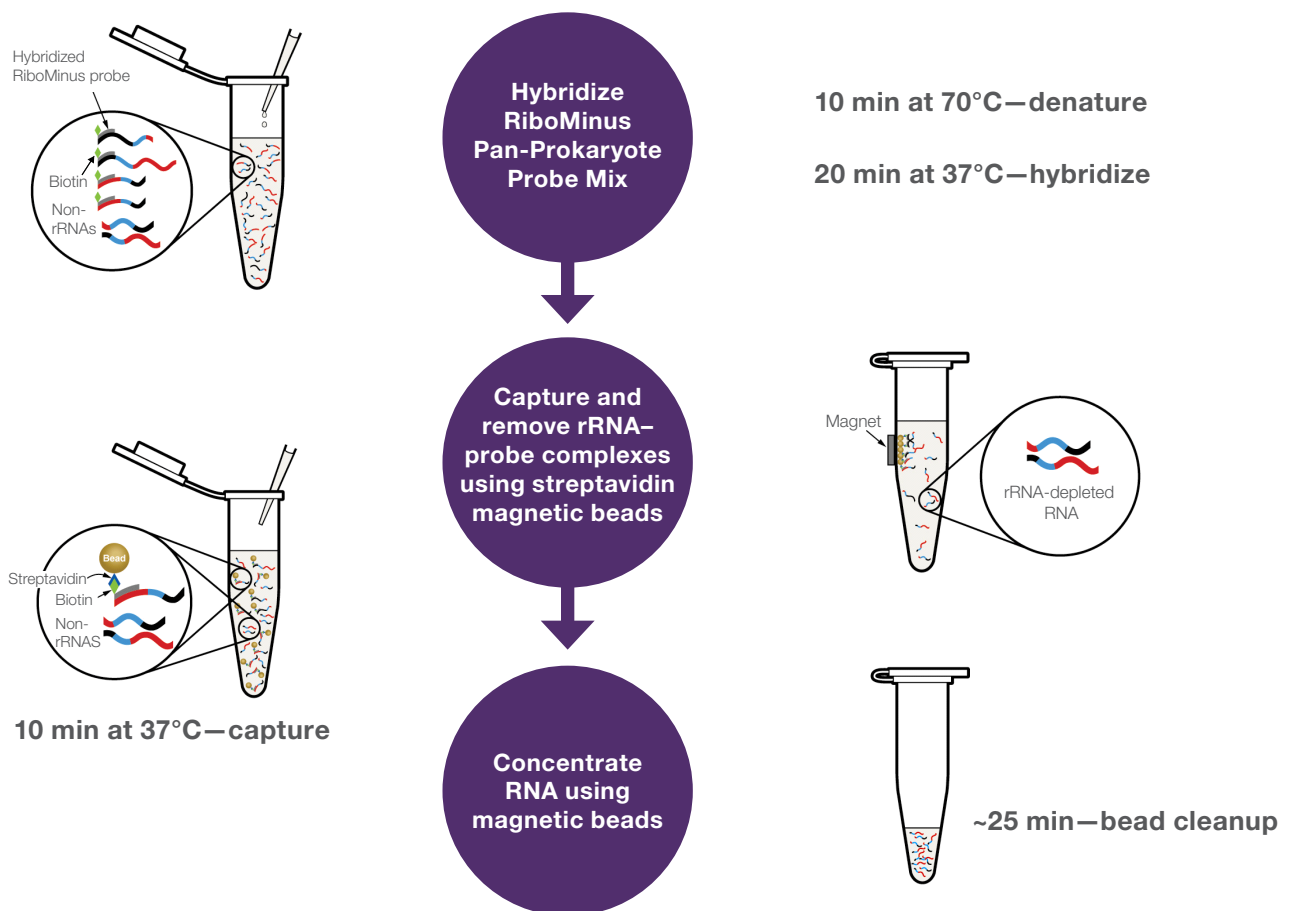 Hybridized
RiboMinus probe
Biotin
Non-
rRNAs
Hybridize
RiboMinus
Pan-Prokaryote
Probe Mix
10 min at 70°C—denature
20 min at 37°C—hybridize
Capture and
remove rRNA–
probe complexes
using streptavidin
magnetic beads
Magnet
rRNA-depleted
RNA
Bead
Streptavidin
Biotin
Non-
rRNAS
10 min at 37°C—capture
Concentrate
RNA using
magnetic beads
~25 min—bead cleanup